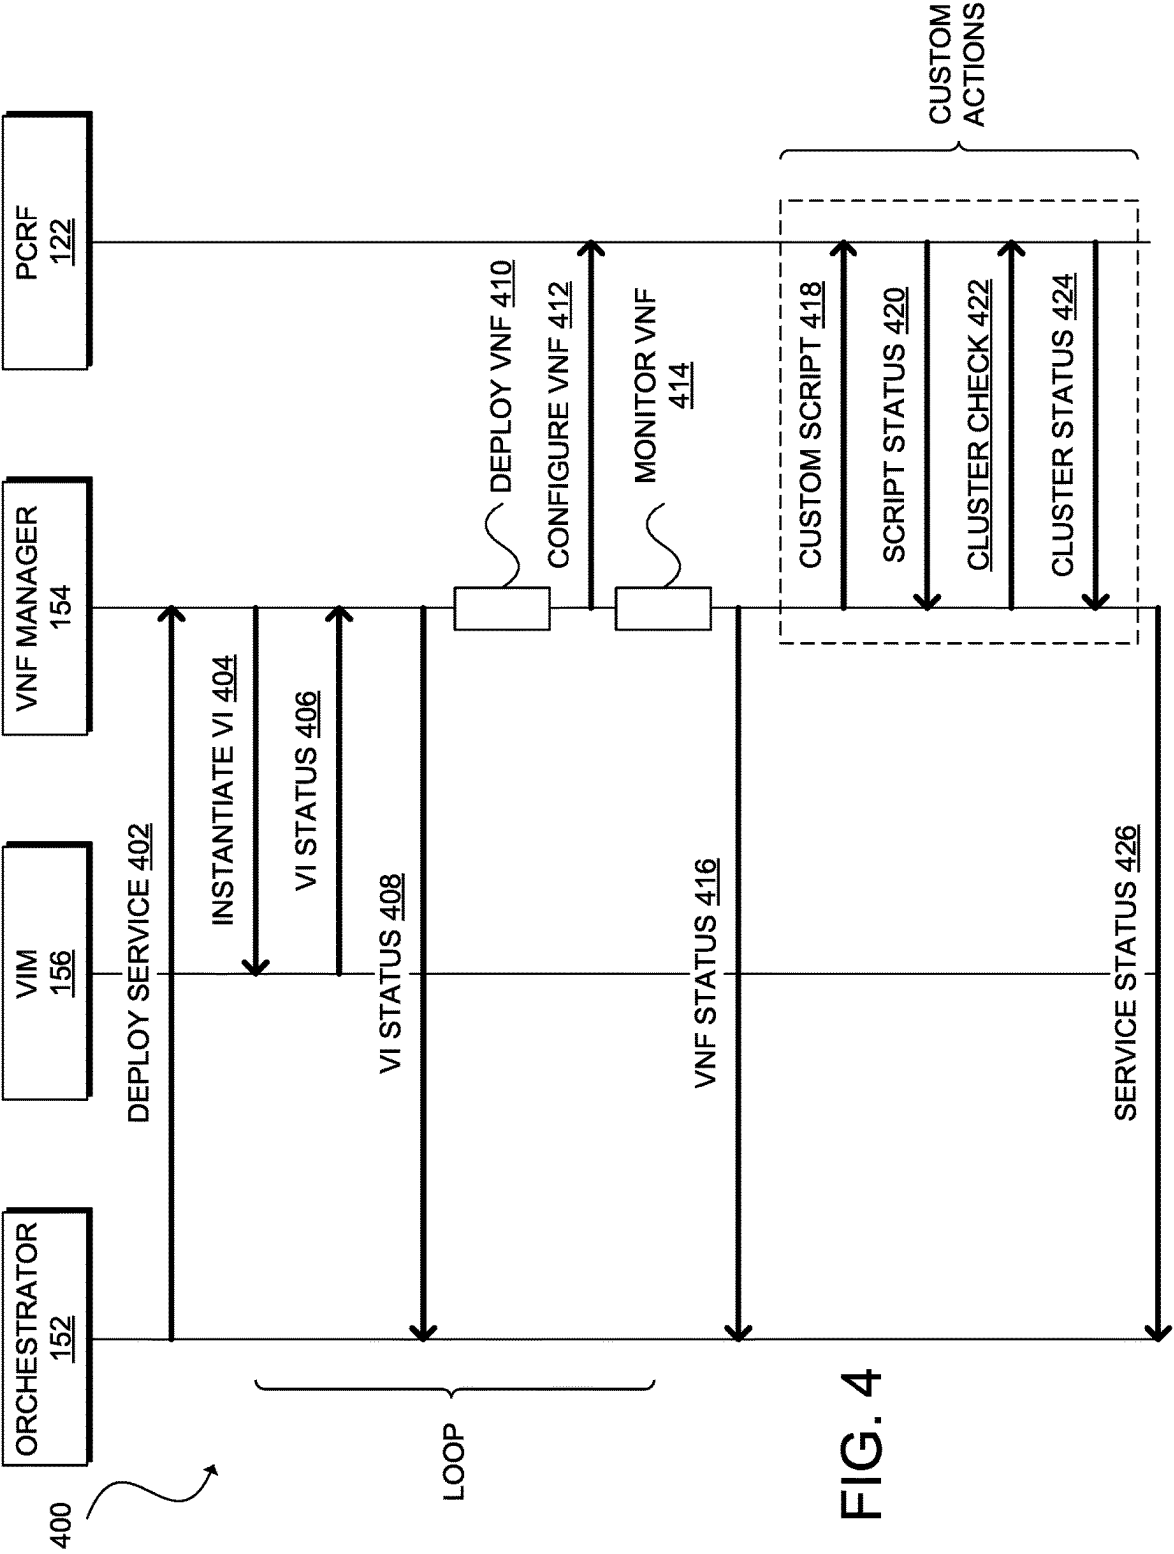 400
ORCHESTRATOR
152
VIM
156
VNF MANAGER
154
PCRF
122
DEPLOY SERVICE 402
INSTANTIATE VI 404
VI STATUS 406
VI STATUS 408
LOOP
DEPLOY VNF 410
CONFIGURE VNF 412
MONITOR VNF
414
VNF STATUS 416
CUSTOM SCRIPT 418
SCRIPT STATUS 420
CLUSTER CHECK 422
CLUSTER STATUS 424
CUSTOM
ACTIONS
SERVICE STATUS 426
FIG. 4